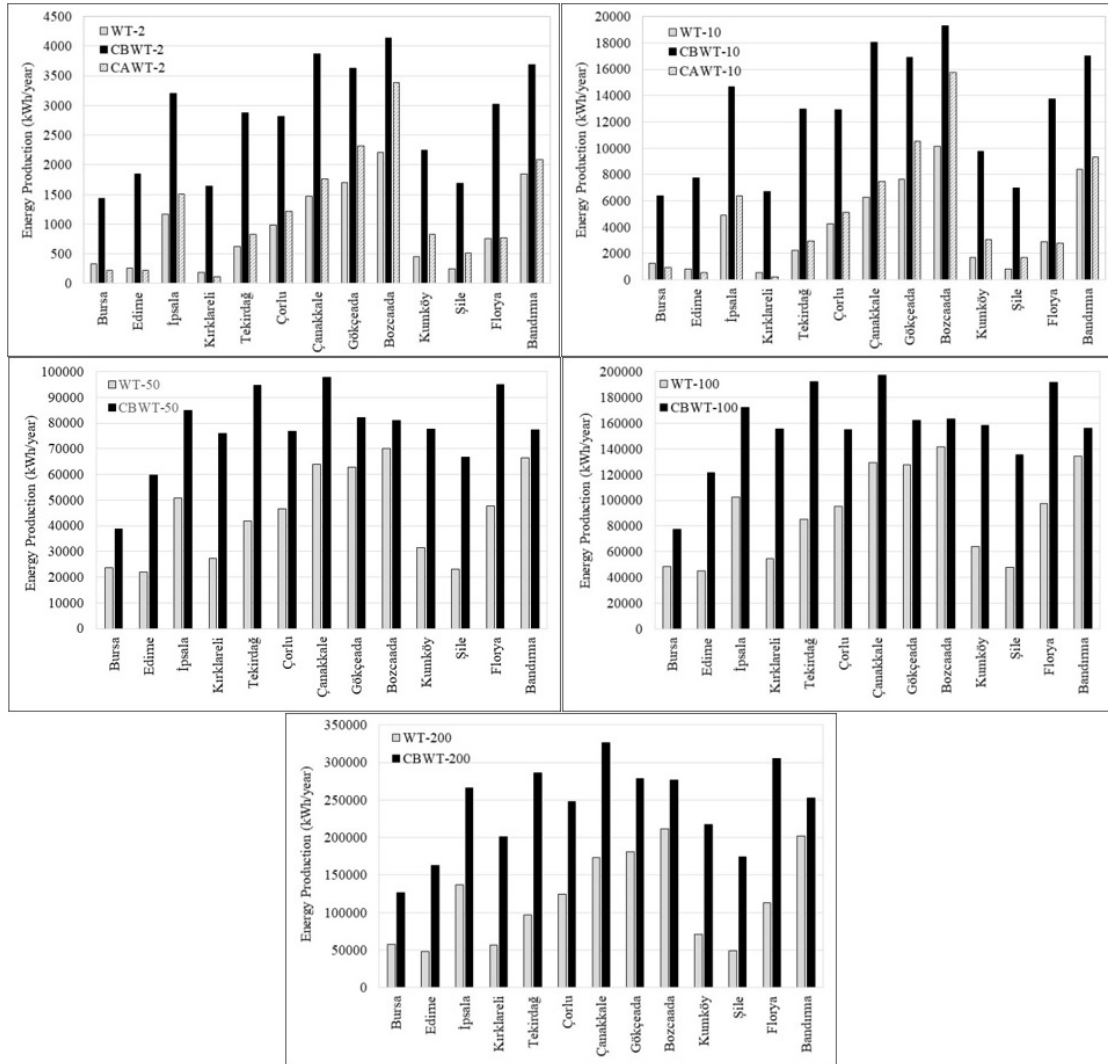 4500
4000
3500
3000
2500
2000
1500
1000
500
0
Energy Production (kWh/year)
WT-2
CBWT-2
CAWT-2
Bursa
Edirne
İpsala
Kırklareli
Tekirdağ
Çorlu
Çanakkale
Gökçeada
Bozcaada
Kumköy
Şile
Florya
Bandırma
20000
18000
16000
14000
12000
10000
8000
6000
4000
2000
0
Energy Production (kWh/year)
WT-10
CBWT-10
CAWT-10
Bursa
Edirne
İpsala
Kırklareli
Tekirdağ
Çorlu
Çanakkale
Gökçeada
Bozcaada
Kumköy
Şile
Florya
Bandırma
100000
90000
80000
70000
60000
50000
40000
30000
20000
10000
0
Energy Production (kWh/year)
WT-50
CBWT-50
Bursa
Edirne
İpsala
Kırklareli
Tekirdağ
Çorlu
Çanakkale
Gökçeada
Bozcaada
Kumköy
Şile
Florya
Bandırma
200000
180000
160000
140000
120000
100000
80000
60000
40000
20000
0
Energy Production (kWh/year)
WT-100
CBWT-100
Bursa
Edirne
İpsala
Kırklareli
Tekirdağ
Çorlu
Çanakkale
Gökçeada
Bozcaada
Kumköy
Şile
Florya
Bandırma
350000
300000
250000
200000
150000
100000
50000
0
Energy Production (kWh/year)
WT-200
CBWT-200
Bursa
Edirne
İpsala
Kırklareli
Tekirdağ
Çorlu
Çanakkale
Gökçeada
Bozcaada
Kumköy
Şile
Florya
Bandırma